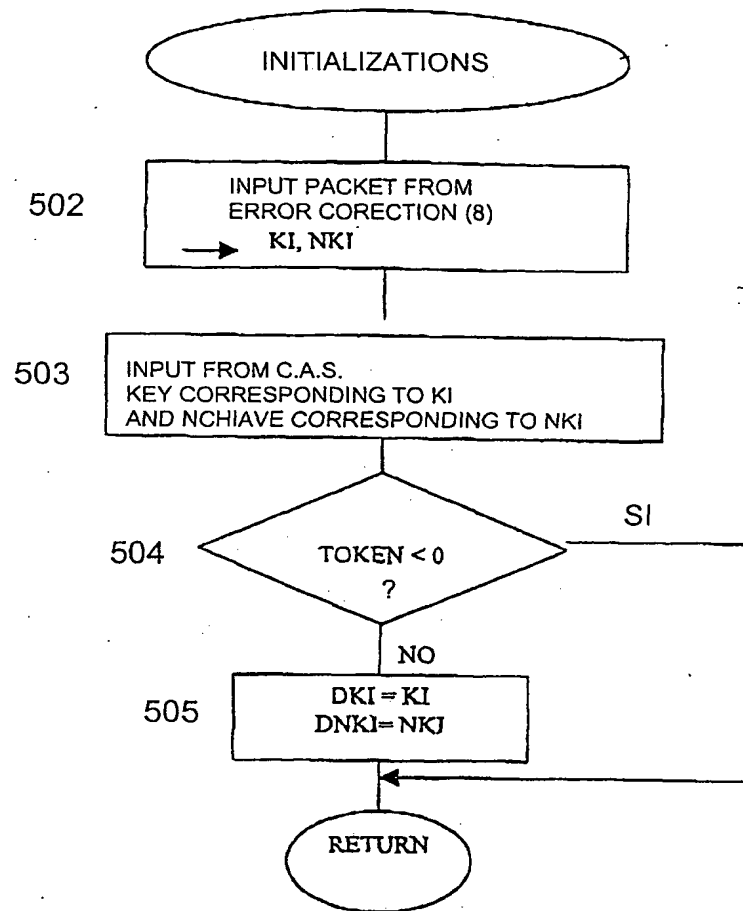 INITIALIZATIONS
502
INPUT PACKET FROM
ERROR CORECTION (8)
KI, NKI
503
INPUT FROM C.A.S.
KEY CORRESPONDING TO KI
AND NCHIAVE CORRESPONDING TO NKI
504
TOKEN < 0
?
SI
NO
505
DKI = KI
DNKI= NKI
RETURN